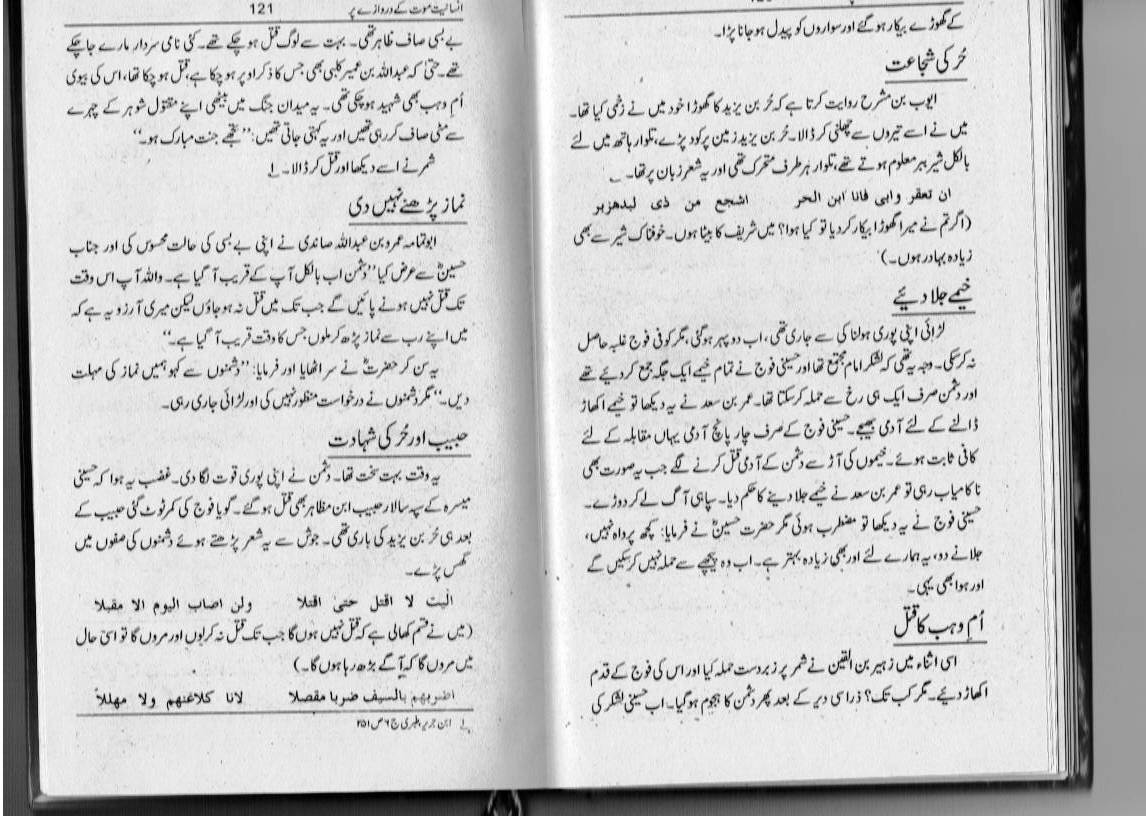 کے گھوڑے بیکار ہو گئے اور سواروں کو پیدل ہو جانا پڑا۔
حُر کی شجاعت
ایوب بن مشرح روایت کرتا ہے کہ حُر بن یزید کا گھوڑا خود میں نے زخمی کیا تھا۔
میں نے اسے تیروں سے چھلنی کر ڈالا۔ حُر بن یزید زمین پر کود پڑے، تلوار ہاتھ میں لئے
بالکل شیر ببر معلوم ہوتے تھے، تلوار ہر طرف متحرک تھی اور یہ شعر زبان پر تھا۔
ان تعقر وابی فانا ابن الحر اشجع من ذی لبدهزبر
(اگر تم نے میرا گھوڑا بیکار کر دیا تو کیا ہوا؟ میں شریف کا بیٹا ہوں۔ خوفناک شیر سے بھی
زیادہ بہادر ہوں۔)
خیمے جلا دیئے
لڑائی اپنی پوری ہولناکی سے جاری تھی، اب دوپہر ہو گئی، مگر کوفی فوج غلبہ حاصل
نہ کر سکی۔ وجہ یہ تھی کہ لشکر امام مجتمع تھا اور حسینی فوج نے تمام خیمے ایک جگہ جمع کر دیئے تھے
اور دشمن صرف ایک ہی رخ سے حملہ کر سکتا تھا۔ عمر بن سعد نے یہ دیکھا تو خیمے اکھاڑ
ڈالنے کے لئے آدمی بھیجے۔ حسینی فوج کے صرف چار پانچ آدمی یہاں مقابلہ کے لئے
کافی ثابت ہوئے۔ خیموں کی آڑ سے دشمن کے آدمی قتل کرنے لگے جب یہ صورت بھی
ناکامیاب رہی تو عمر بن سعد نے خیمے جلا دینے کا حکم دیا۔ سپاہی آگ لے کر دوڑے۔
حسینی فوج نے یہ دیکھا تو مضطرب ہوئی مگر حضرت حسینؓ نے فرمایا: کچھ پرواہ نہیں،
جلانے دو، یہ ہمارے لئے اور بھی زیادہ بہتر ہے۔ اب وہ پیچھے سے حملہ نہیں کر سکیں گے
اور ہوا بھی یہی۔
اُم وہب کا قتل
اسی اثناء میں زہیر بن القین نے شمر پر زبردست حملہ کیا اور اس کی فوج کے قدم
اکھاڑ دیئے۔ مگر کب تک؟ ذرا سی دیر کے بعد پھر دشمن کا ہجوم ہو گیا۔ اب حسینی لشکر کی
انسانیت موت کے دروازے پر 121
بے بسی صاف ظاہر تھی۔ بہت سے لوگ قتل ہو چکے تھے۔ کئی نامی سردار مارے جا چکے
تھے۔ حتیٰ کہ عبداللہ بن عمیر کلبی بھی جس کا ذکر اوپر ہو چکا ہے، قتل ہو چکا تھا، اس کی بیوی
اُم وہب بھی شہید ہو چکی تھی۔ یہ میدان جنگ میں بیٹھی اپنے مقتول شوہر کے چہرے
سے مٹی صاف کر رہی تھیں اور یہ کہتی جاتی تھیں: ’’تجھے جنت مبارک ہو۔‘‘
شمر نے اسے دیکھا اور قتل کر ڈالا۔ ۱؎
نماز پڑھنے نہیں دی
ابو ثمامہ عمرو بن عبداللہ صائدی نے اپنی بے بسی کی حالت محسوس کی اور جناب
حسینؓ سے عرض کیا ’’دشمن اب بالکل آپ کے قریب آ گیا ہے۔ واللہ آپ اس وقت
تک قتل نہیں ہونے پائیں گے جب تک میں قتل نہ ہو جاؤں لیکن میری آرزو یہ ہے کہ
میں اپنے رب سے نماز پڑھ کر ملوں جس کا وقت قریب آ گیا ہے۔‘‘
یہ سن کر حضرتؓ نے سر اٹھایا اور فرمایا: ’’دشمنوں سے کہو ہمیں نماز کی مہلت
دیں۔‘‘ مگر دشمنوں نے درخواست منظور نہیں کی اور لڑائی جاری رہی۔
حبیب اور حُر کی شہادت
یہ وقت بہت سخت تھا۔ دشمن نے اپنی پوری قوت لگا دی۔ غضب یہ ہوا کہ حسینی
میسرہ کے سپہ سالار حبیب ابن مظاہر بھی قتل ہو گئے۔ گویا فوج کی کمر ٹوٹ گئی حبیب کے
بعد ہی حُر بن یزید کی باری تھی۔ جوش سے یہ شعر پڑھتے ہوئے دشمنوں کی صفوں میں
گھس پڑے۔
الیت لا اقتل حتیٰ اقتلا ولن اصاب الیوم الا مقبلا
(میں نے قسم کھالی ہے کہ قتل نہیں ہوں گا جب تک قتل نہ کر لوں اور مروں گا تو اسی حال
میں مروں گا کہ آگے بڑھ رہا ہوں گا۔)
اضربهم بالسیف ضربا مقصلا لانا کلاعنهم ولا مهللاً
۱؎ ابن جریر، طبری ج ۶ ص ۲۵۱